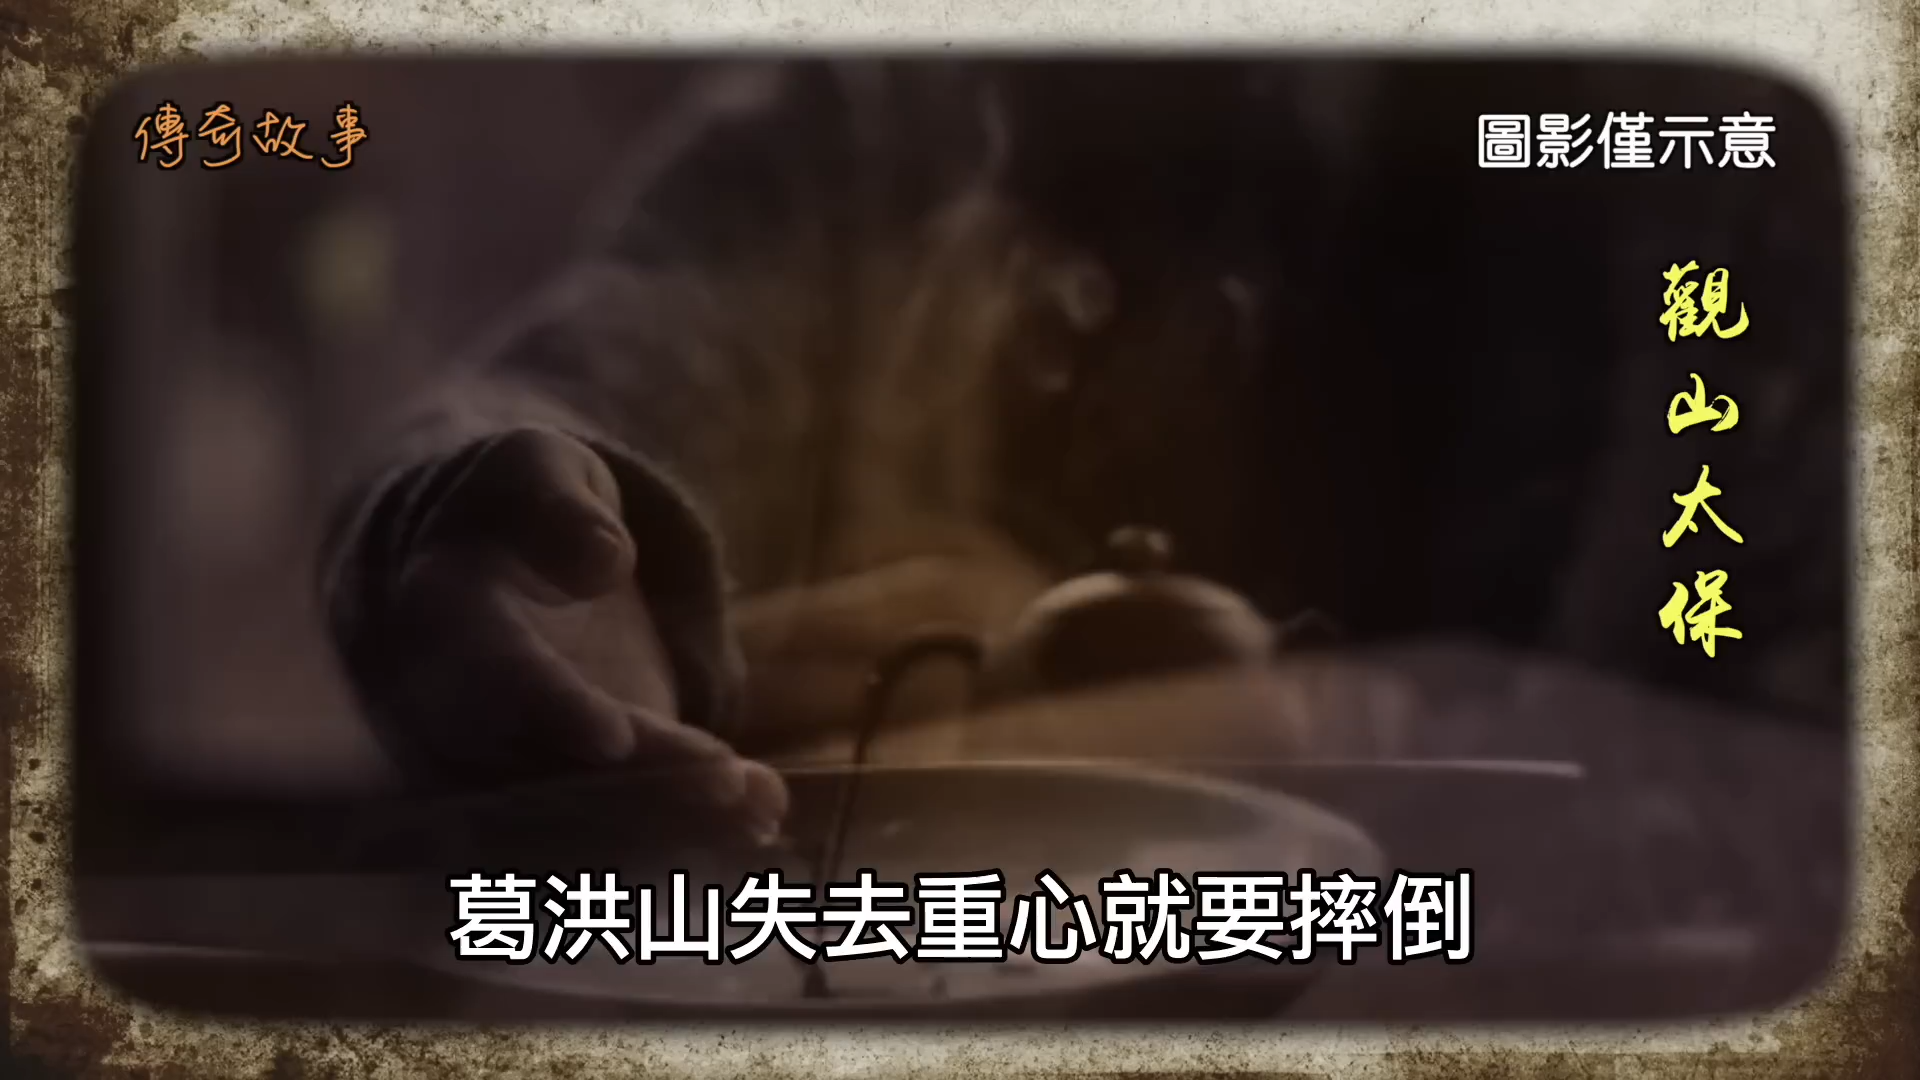 傳奇故事
圖影僅示意
觀山太保
葛洪山失去重心就要摔倒